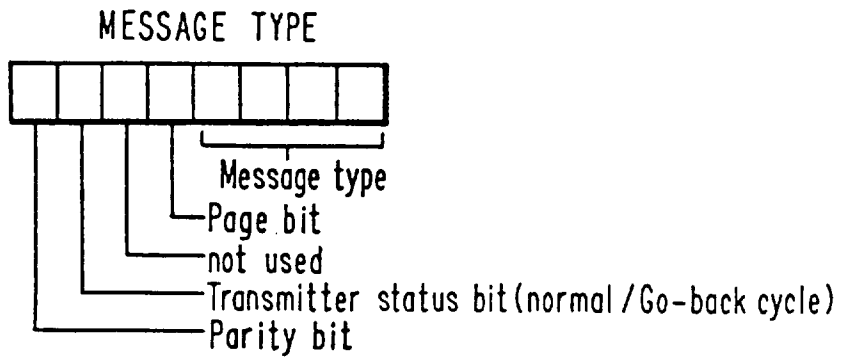 MESSAGE TYPE
Message type
Page bit
not used
Transmitter status bit (normal / Go-back cycle)
Parity bit